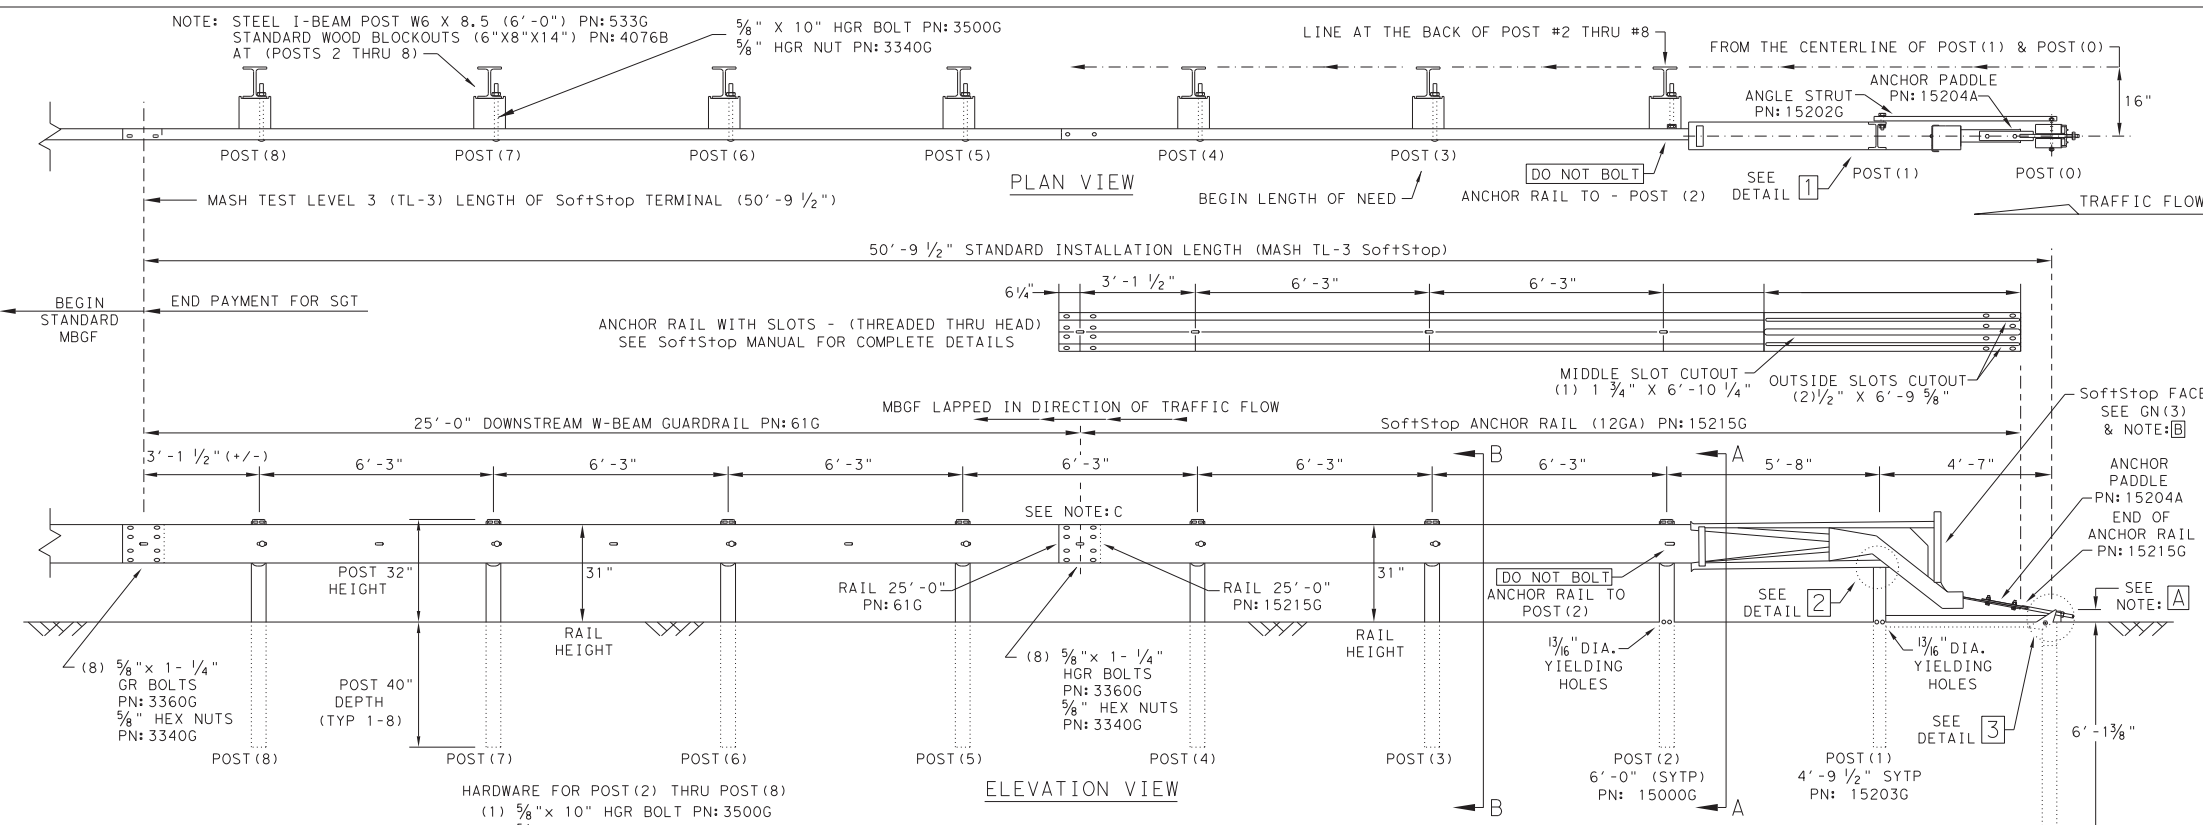 NOTE: STEEL I-BEAM POST W6 X 8.5 (6'-0") PN:533G
STANDARD WOOD BLOCKOUTS (6"X8"X14") PN:4076B
AT (POSTS 2 THRU 8)
5/8" X 10" HGR BOLT PN:3500G
5/8" HGR NUT PN:3340G
LINE AT THE BACK OF POST #2 THRU #8
FROM THE CENTERLINE OF POST(1) & POST(0)
ANCHOR PADDLE
PN:15204A
ANGLE STRUT
PN:15202G
16"
POST(8)
POST(7)
POST(6)
POST(5)
POST(4)
POST(3)
POST(1)
POST(0)
PLAN VIEW
DO NOT BOLT
ANCHOR RAIL TO - POST (2)
SEE
DETAIL 1
BEGIN LENGTH OF NEED
MASH TEST LEVEL 3 (TL-3) LENGTH OF SoftStop TERMINAL (50'-9 1/2")
TRAFFIC FLOW
50'-9 1/2" STANDARD INSTALLATION LENGTH (MASH TL-3 SoftStop)
BEGIN
STANDARD
MBGF
END PAYMENT FOR SGT
6 1/4"
3'-1 1/2"
6'-3"
6'-3"
ANCHOR RAIL WITH SLOTS - (THREADED THRU HEAD)
SEE SoftStop MANUAL FOR COMPLETE DETAILS
MIDDLE SLOT CUTOUT
(1) 1 3/4" X 6'-10 1/4"
OUTSIDE SLOTS CUTOUT
(2)1/2" X 6'-9 5/8"
SoftStop FACE
SEE GN(3)
& NOTE:B
MBGF LAPPED IN DIRECTION OF TRAFFIC FLOW
25'-0" DOWNSTREAM W-BEAM GUARDRAIL PN:61G
SoftStop ANCHOR RAIL (12GA) PN:15215G
3'-1 1/2"(+/-)
6'-3"
6'-3"
6'-3"
6'-3"
6'-3"
6'-3"
5'-8"
4'-7"
B
A
ANCHOR
PADDLE
PN:15204A
END OF
ANCHOR RAIL
PN:15215G
SEE NOTE:C
POST 32"
HEIGHT
31"
RAIL
HEIGHT
RAIL 25'-0"
PN:61G
RAIL 25'-0"
PN:15215G
31"
RAIL
HEIGHT
DO NOT BOLT
ANCHOR RAIL TO
POST(2)
SEE
DETAIL 2
SEE
NOTE: A
(8) 5/8"x 1- 1/4"
GR BOLTS
PN:3360G
5/8" HEX NUTS
PN:3340G
POST 40"
DEPTH
(TYP 1-8)
(8) 5/8"x 1- 1/4"
HGR BOLTS
PN:3360G
5/8" HEX NUTS
PN:3340G
13/16" DIA.
YIELDING
HOLES
13/16" DIA.
YIELDING
HOLES
SEE
DETAIL 3
6'-1 3/8"
POST(8)
POST(7)
POST(6)
POST(5)
POST(4)
POST(3)
POST(2)
6'-0" (SYTP)
PN: 15000G
POST(1)
4'-9 1/2" SYTP
PN: 15203G
ELEVATION VIEW
HARDWARE FOR POST(2) THRU POST(8)
(1) 5/8"x 10" HGR BOLT PN:3500G
B
A